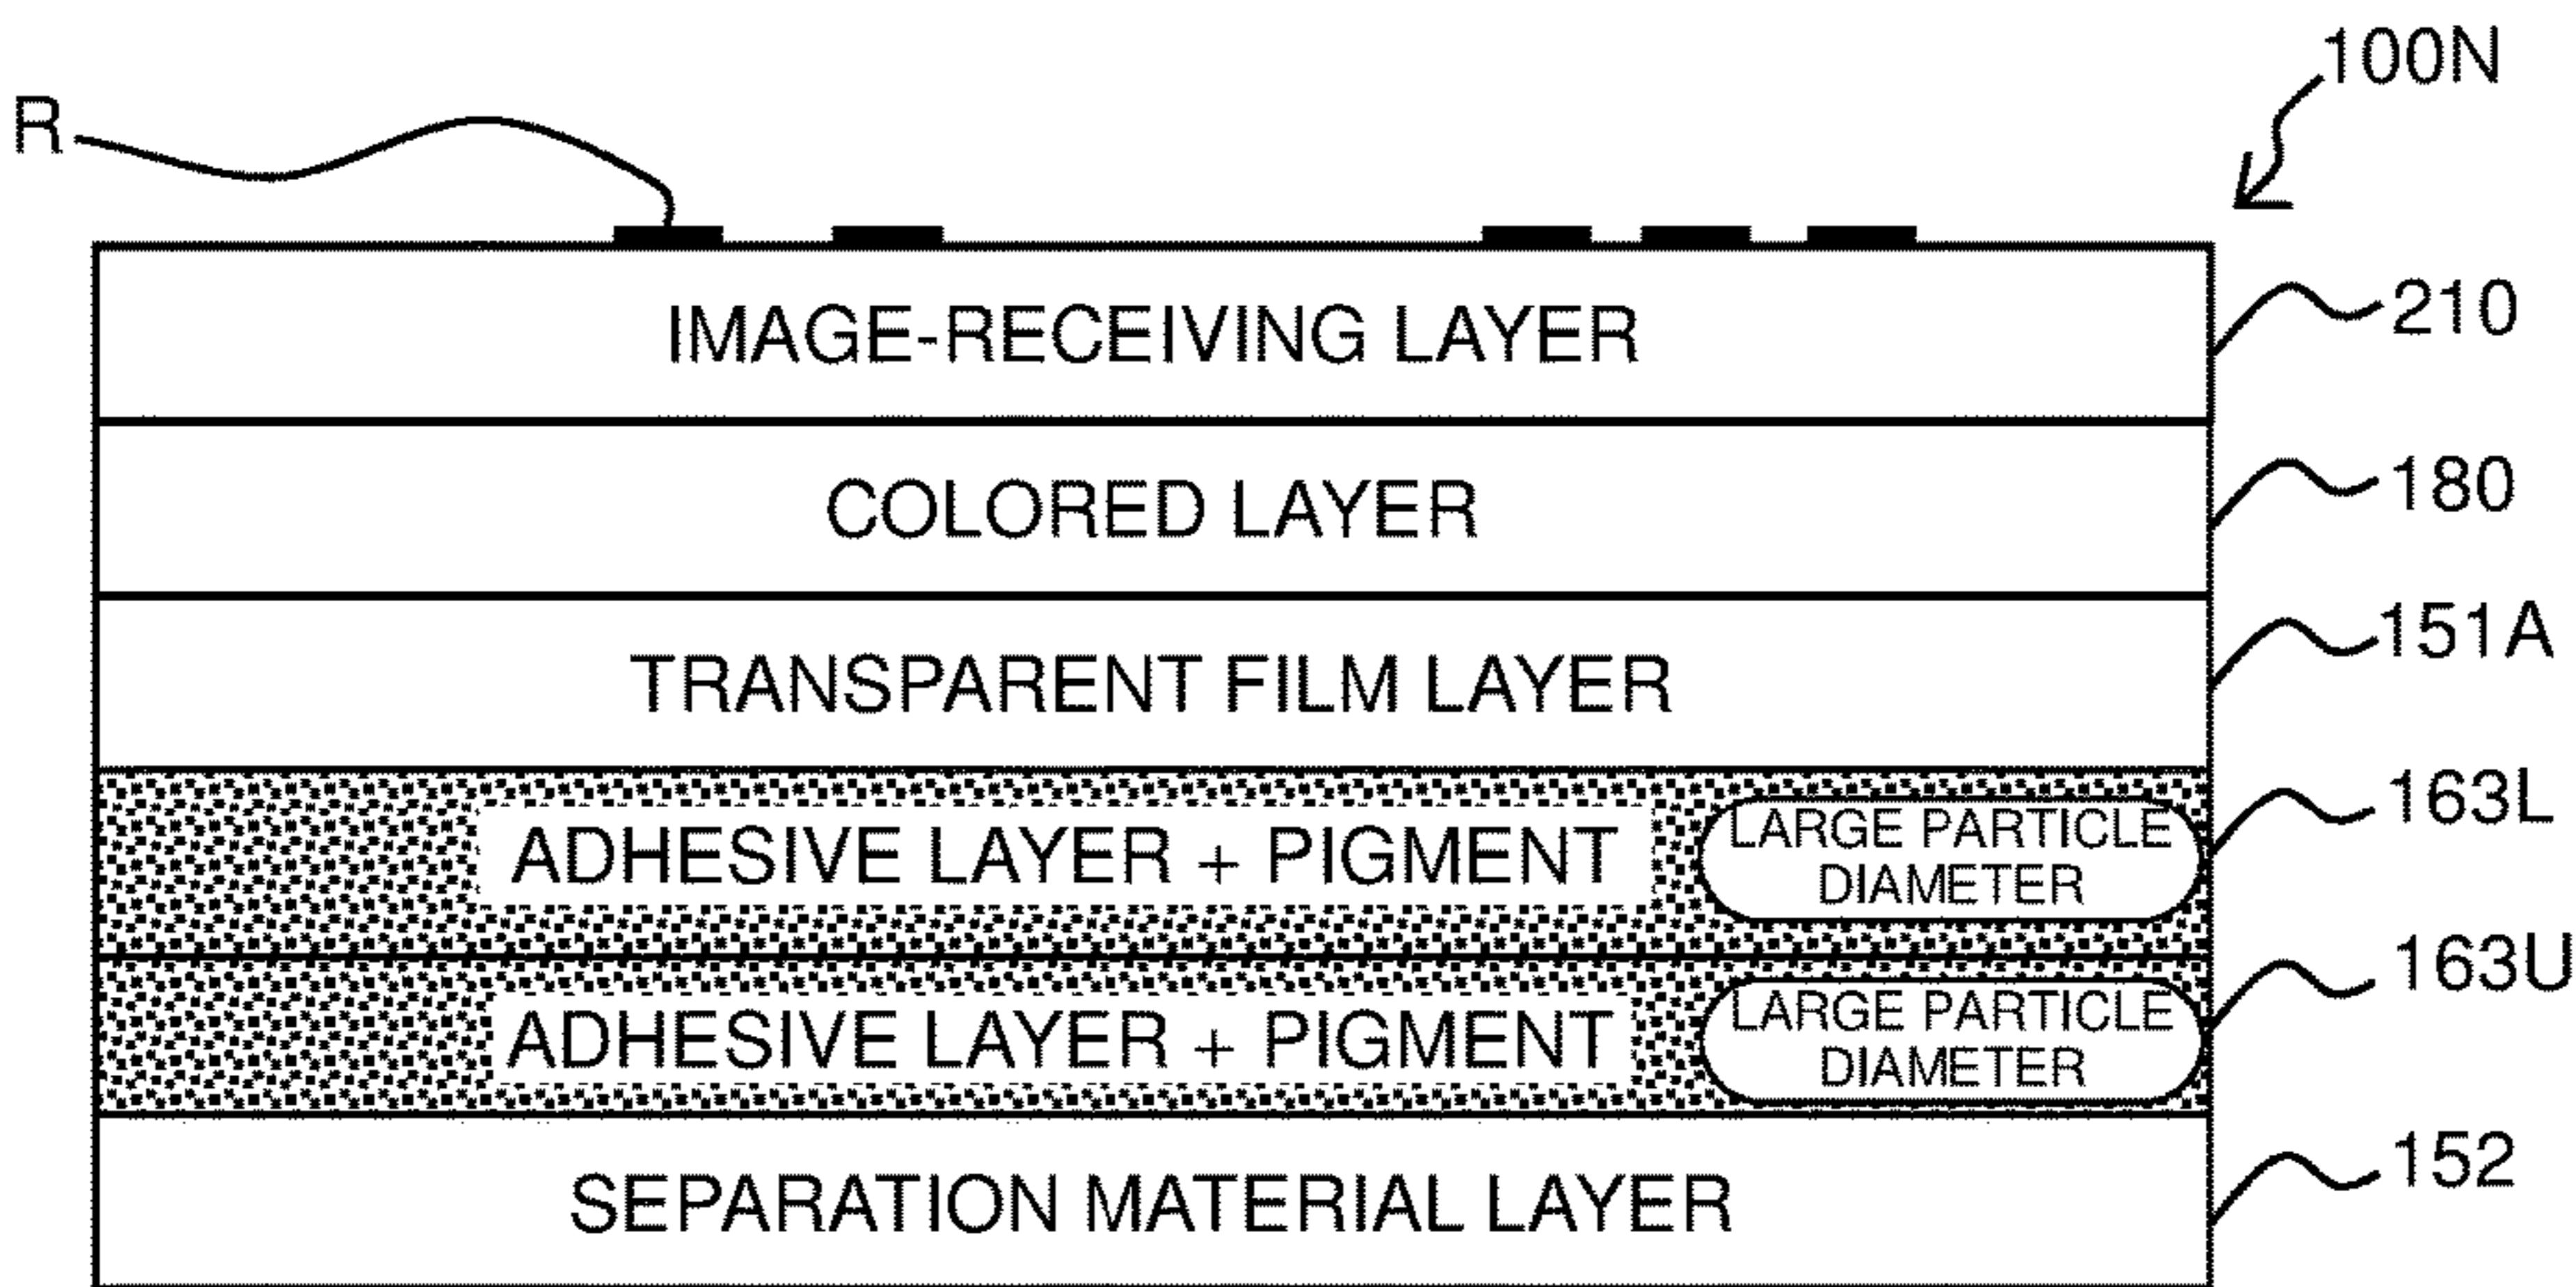 100N
R
IMAGE-RECEIVING LAYER
210
COLORED LAYER
180
TRANSPARENT FILM LAYER
151A
ADHESIVE LAYER + PIGMENT
LARGE PARTICLE
DIAMETER
163L
ADHESIVE LAYER + PIGMENT
LARGE PARTICLE
DIAMETER
163U
SEPARATION MATERIAL LAYER
152